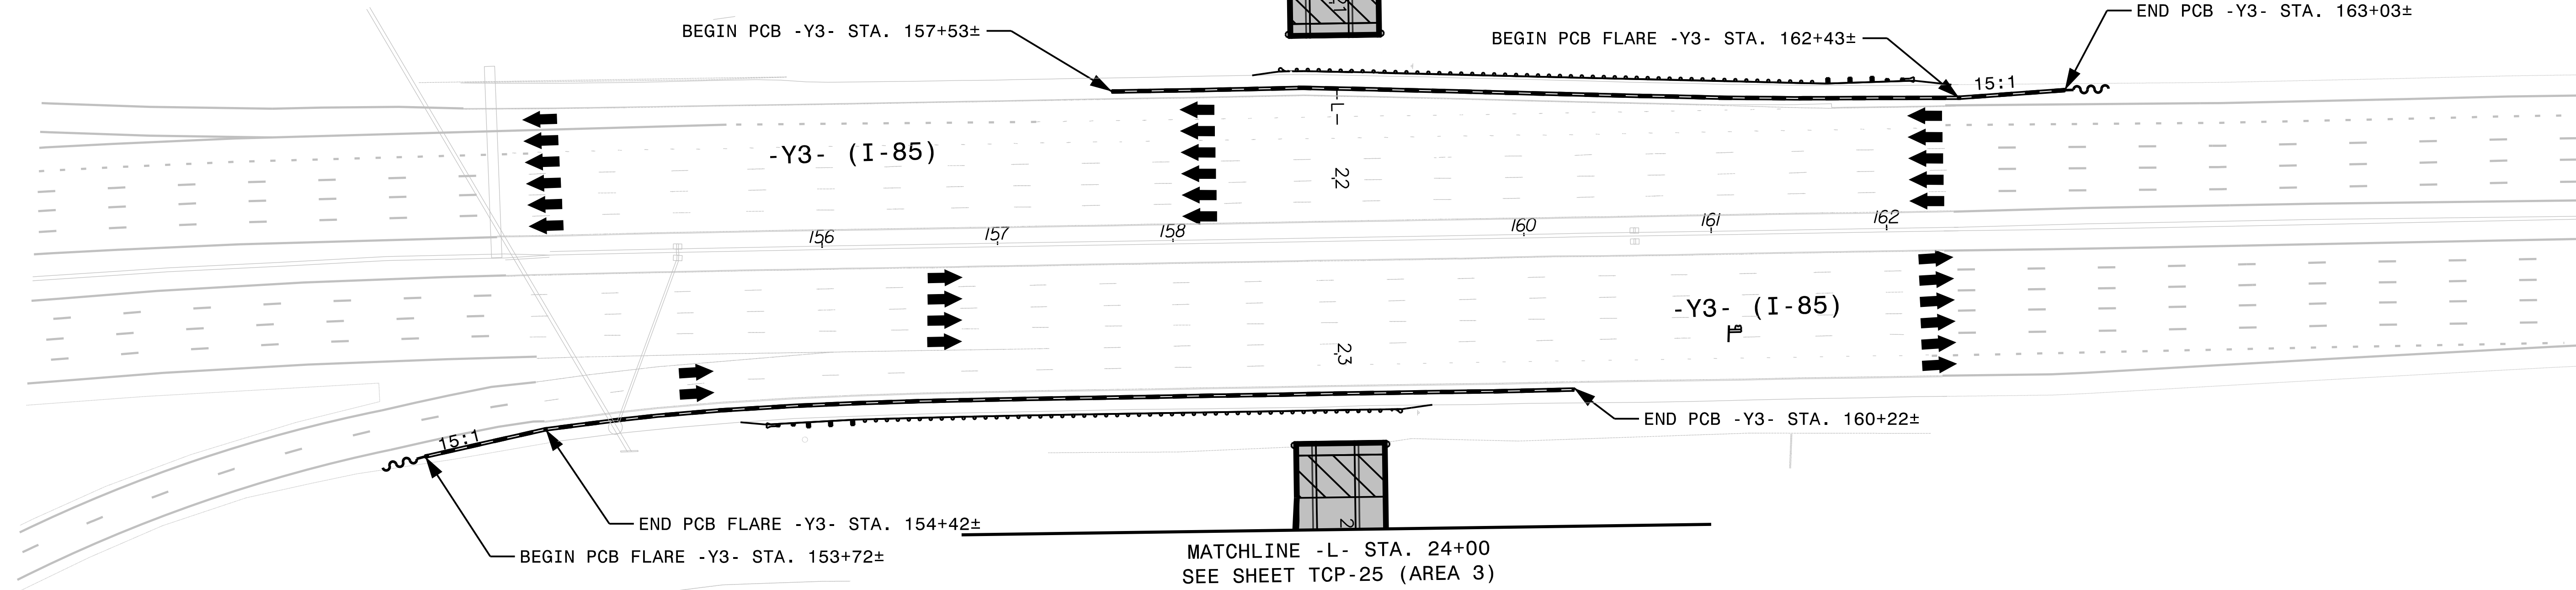 21
BEGIN PCB -Y3- STA. 157+53±
BEGIN PCB FLARE -Y3- STA. 162+43±
END PCB -Y3- STA. 163+03±
15:1
-L-
-Y3- (I-85)
22
156
157
158
160
161
162
-Y3- (I-85)
23
15:1
END PCB -Y3- STA. 160+22±
END PCB FLARE -Y3- STA. 154+42±
BEGIN PCB FLARE -Y3- STA. 153+72±
2
MATCHLINE -L- STA. 24+00
SEE SHEET TCP-25 (AREA 3)